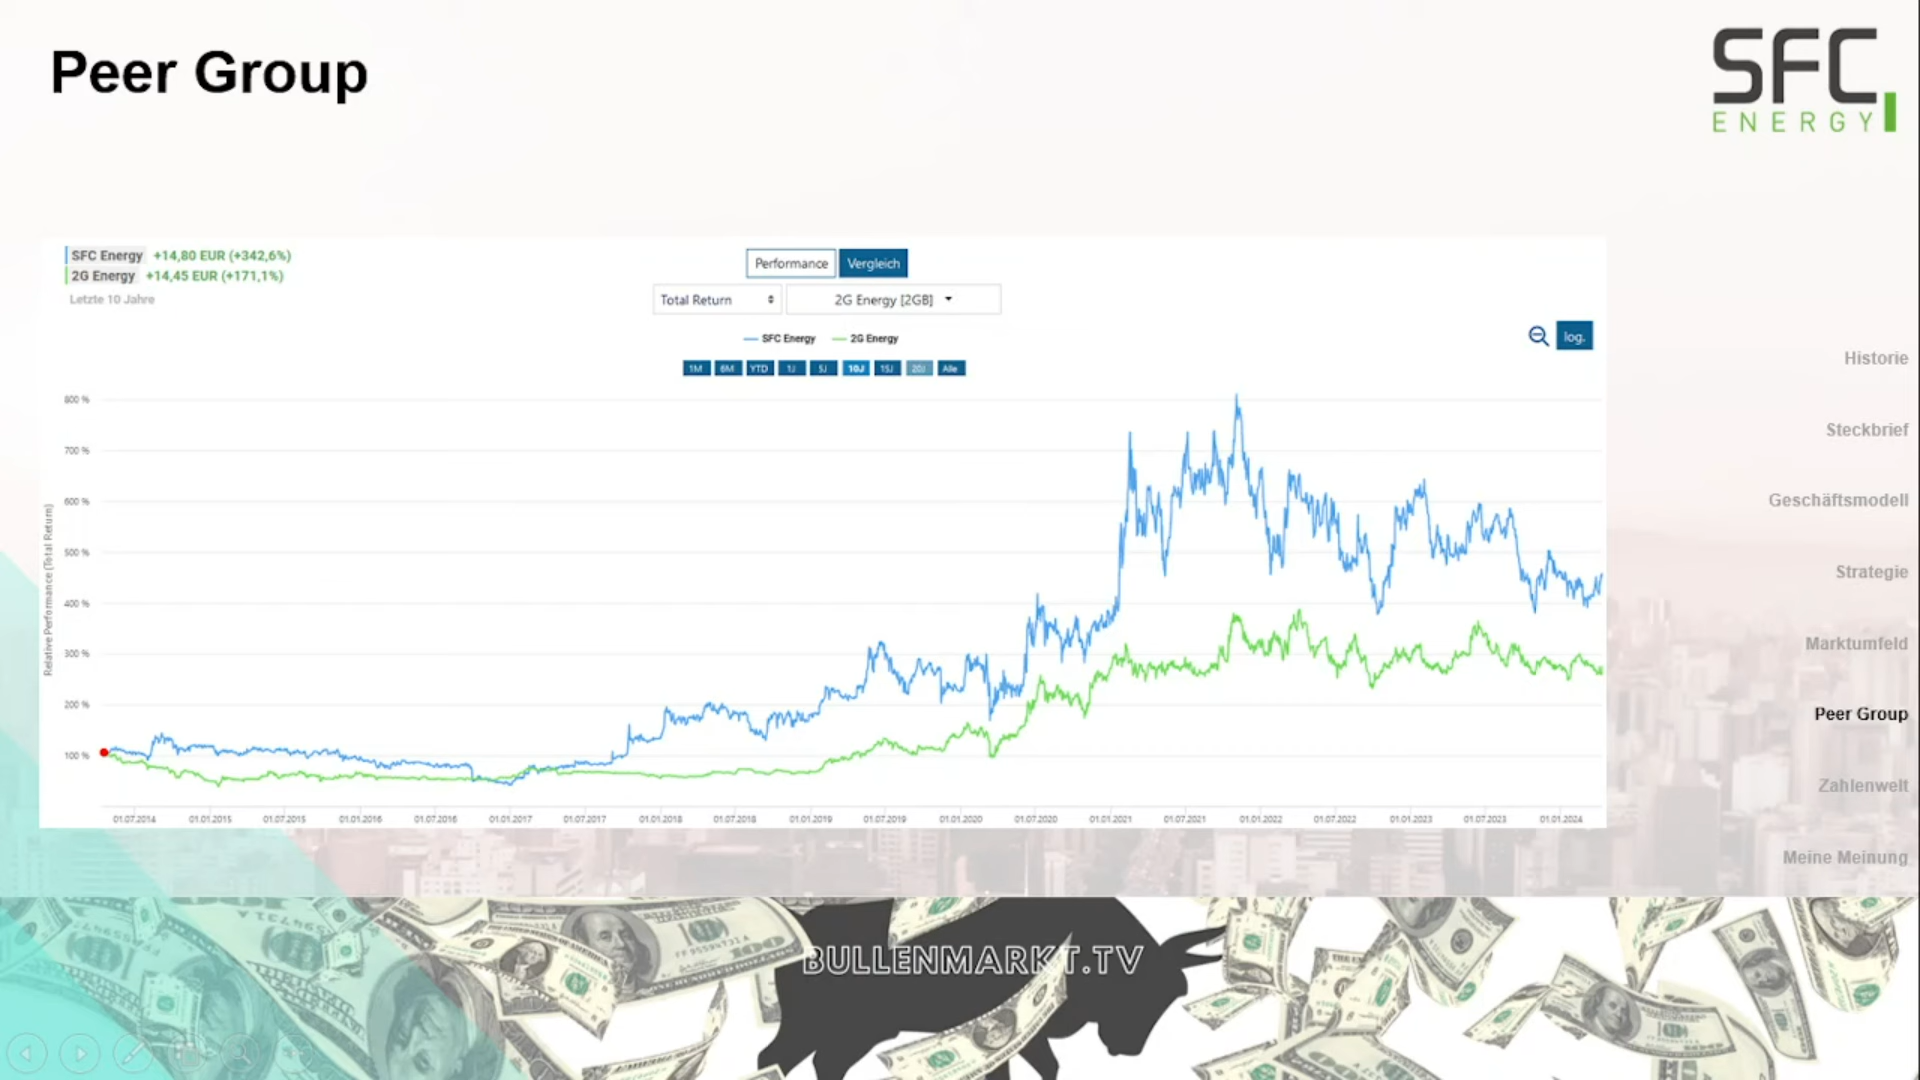 Peer Group
SFC
ENERGY
SFC Energy +14,80 EUR (+342,6%)
2G Energy +14,45 EUR (+171,1%)
Letzte 10 Jahre
Performance Vergleich
Total Return 2G Energy [2GB]
SFC Energy 2G Energy
1M 6M YTD 1J 5J 10J 15J 20J Alle
log.
Relative Performance (Total Return)
800 %
700 %
600 %
500 %
400 %
300 %
200 %
100 %
01.07.2014 01.01.2015 01.07.2015 01.01.2016 01.07.2016 01.01.2017 01.07.2017 01.01.2018 01.07.2018 01.01.2019 01.07.2019 01.01.2020 01.07.2020 01.01.2021 01.07.2021 01.01.2022 01.07.2022 01.01.2023 01.07.2023 01.01.2024
Historie
Steckbrief
Geschäftsmodell
Strategie
Marktumfeld
Peer Group
Zahlenwelt
Meine Meinung
BULLENMARKT.TV